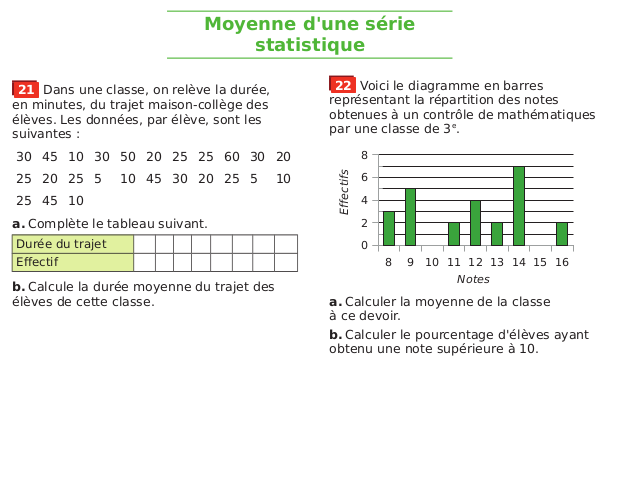 Moyenne d'une série
statistique
21 Dans une classe, on relève la durée,
en minutes, du trajet maison-collège des
élèves. Les données, par élève, sont les
suivantes :
30 45 10 30 50 20 25 25 60 30 20
25 20 25 5 10 45 30 20 25 5 10
25 45 10
a. Complète le tableau suivant.
Durée du trajet
Effectif
b. Calcule la durée moyenne du trajet des
élèves de cette classe.
22 Voici le diagramme en barres
représentant la répartition des notes
obtenues à un contrôle de mathématiques
par une classe de 3e.
Effectifs
8
6
4
2
0
8 9 10 11 12 13 14 15 16
Notes
a. Calculer la moyenne de la classe
à ce devoir.
b. Calculer le pourcentage d'élèves ayant
obtenu une note supérieure à 10.